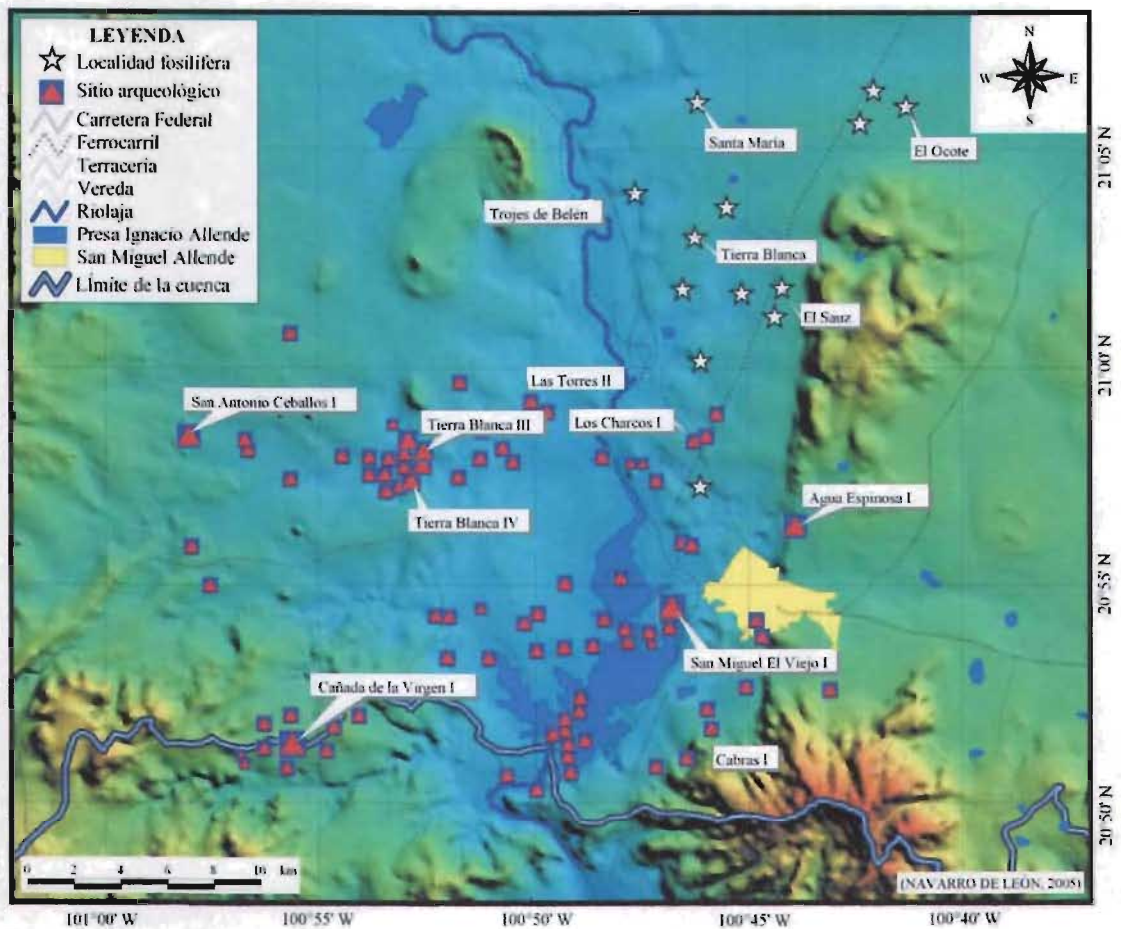 LEYENDA
Localidad fosilífera
Sitio arqueológico
Carretera Federal
Ferrocarril
Terracería
Vereda
Río laja
Presa Ignacio Allende
San Miguel Allende
Límite de la cuenca
N
W E
S
Santa María
El Ocote
21°05' N
Trojes de Belén
Tierra Blanca
El Sauz
21°00' N
Las Torres II
San Antonio Ceballos I
Los Charcos I
Tierra Blanca III
Agua Espinosa I
Tierra Blanca IV
20°55' N
San Miguel El Viejo I
Cañada de la Virgen I
Cabras I
20°50' N
0 2 4 6 8 10 km
(NAVARRO DE LEÓN, 2005)
101°00' W 100°55' W 100°50' W 100°45' W 100°40' W